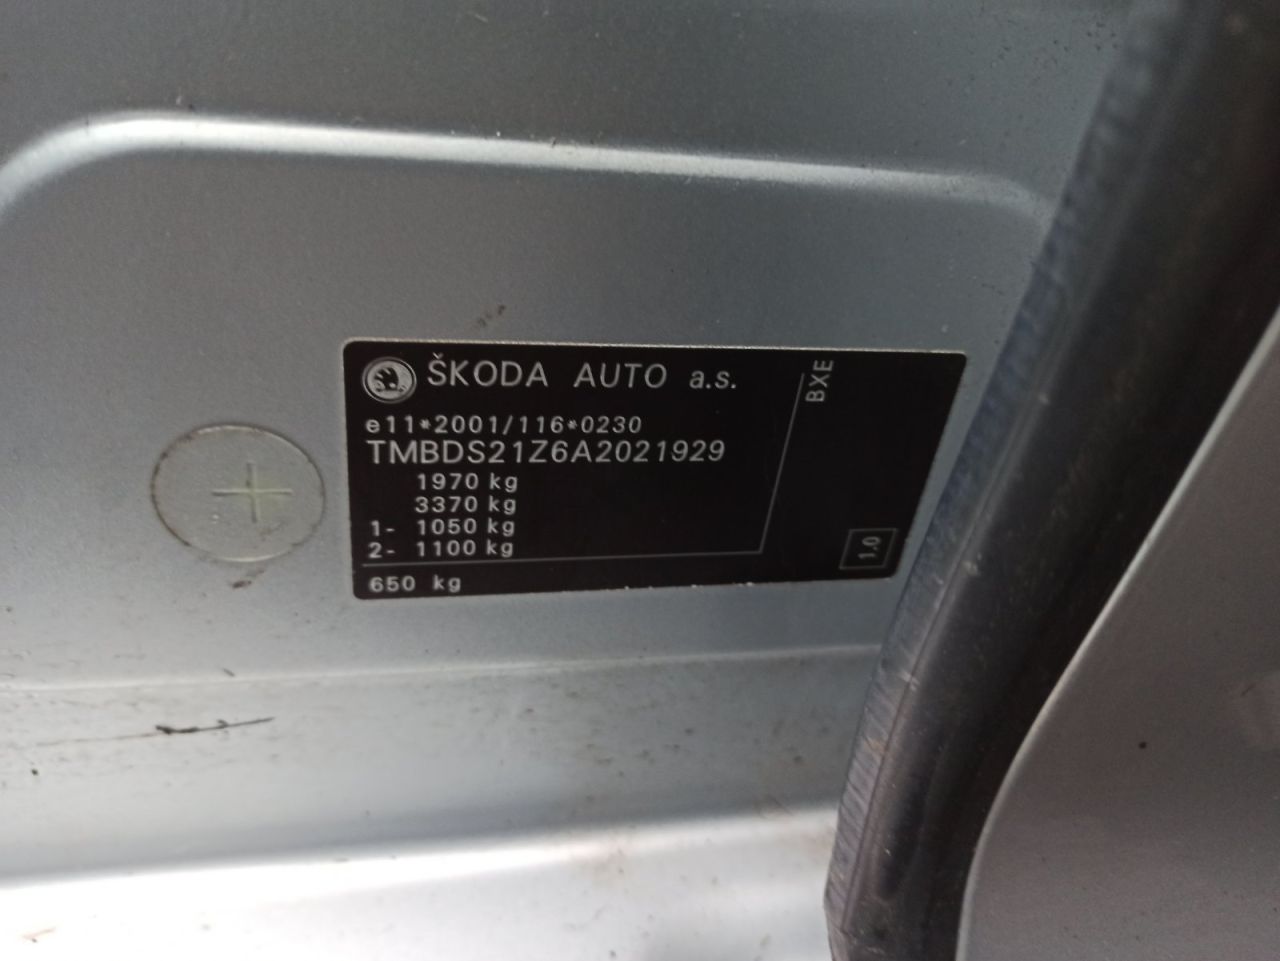 ŠKODA AUTO a.s.
BXE
e11*2001/116*0230
TMBDS21Z6A2021929
1970 kg
3370 kg
1- 1050 kg
2- 1100 kg
650 kg
1.0